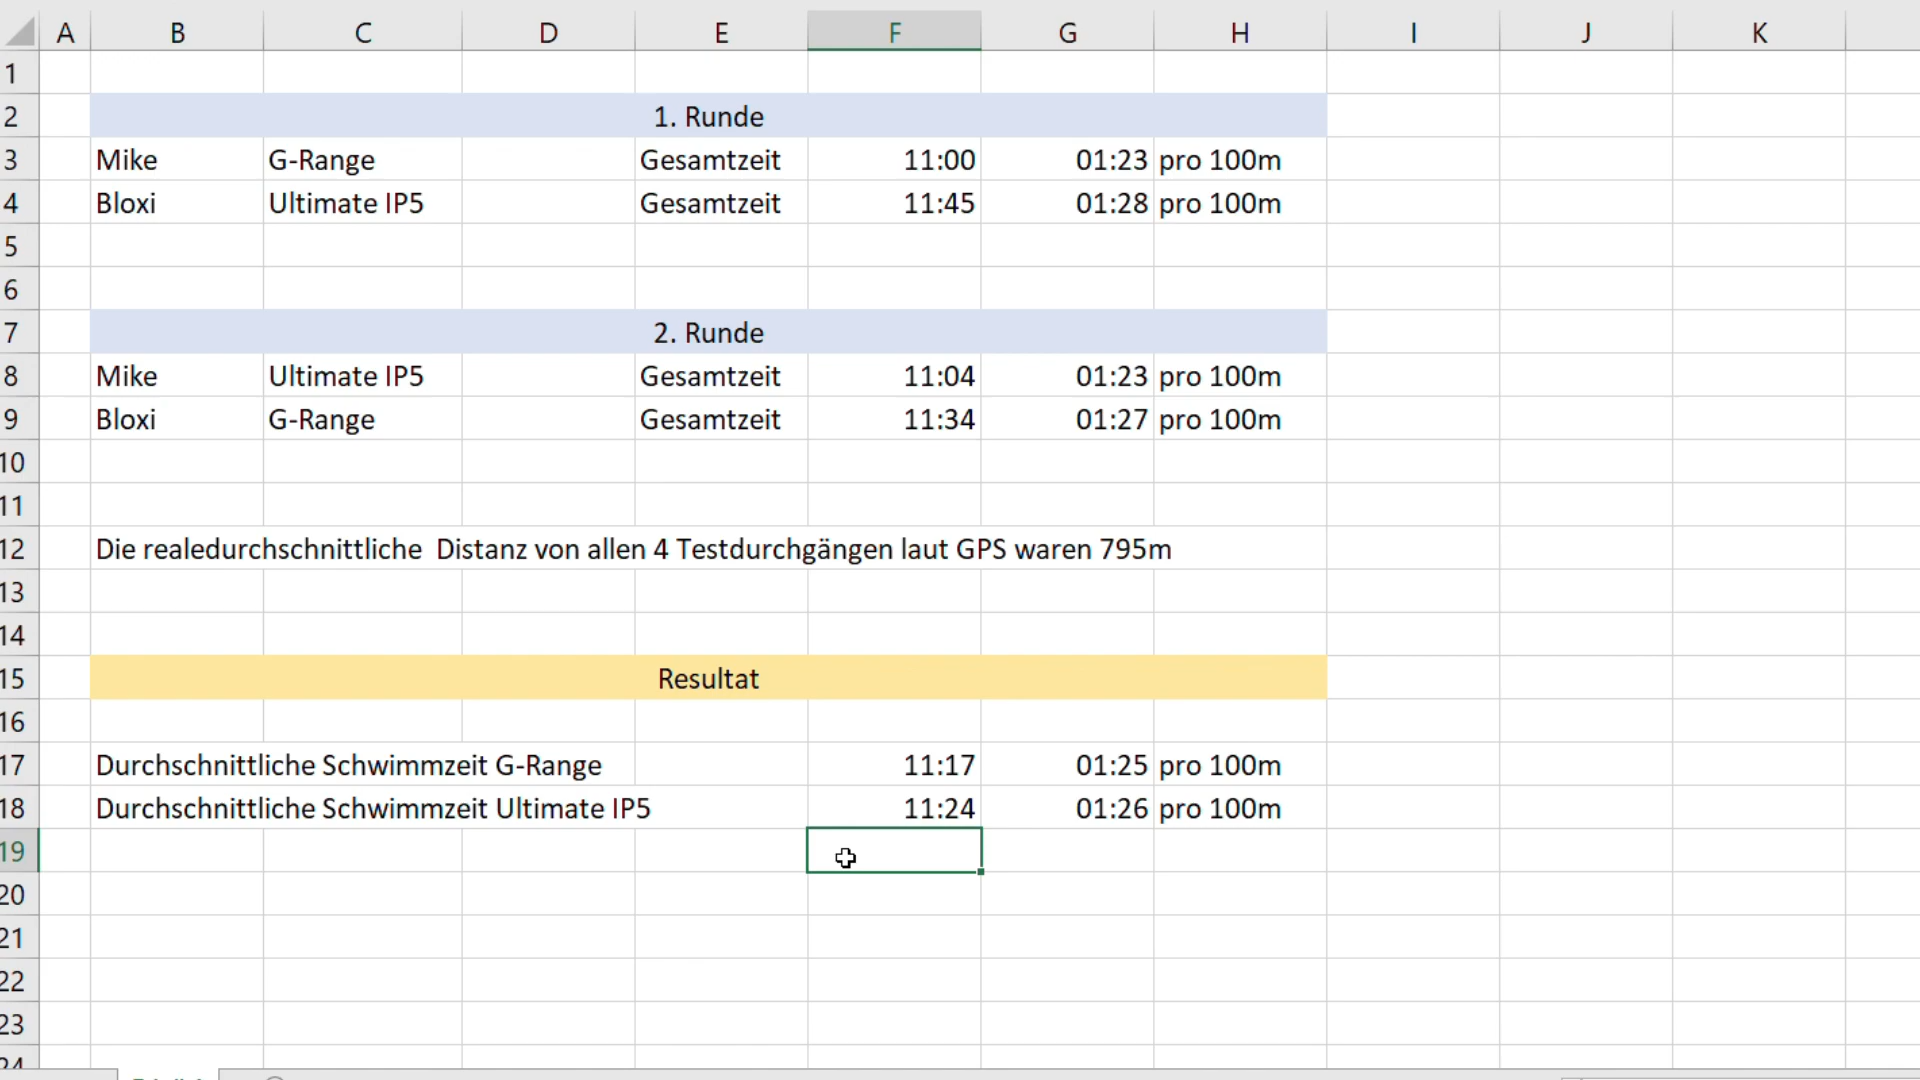 A B C D E F G H I J K
1
2 1. Runde
3 Mike G-Range Gesamtzeit 11:00 01:23 pro 100m
4 Bloxi Ultimate IP5 Gesamtzeit 11:45 01:28 pro 100m
5
6
7 2. Runde
8 Mike Ultimate IP5 Gesamtzeit 11:04 01:23 pro 100m
9 Bloxi G-Range Gesamtzeit 11:34 01:27 pro 100m
10
11
12 Die realedurchschnittliche Distanz von allen 4 Testdurchgängen laut GPS waren 795m
13
14
15 Resultat
16
17 Durchschnittliche Schwimmzeit G-Range 11:17 01:25 pro 100m
18 Durchschnittliche Schwimmzeit Ultimate IP5 11:24 01:26 pro 100m
19
20
21
22
23
24